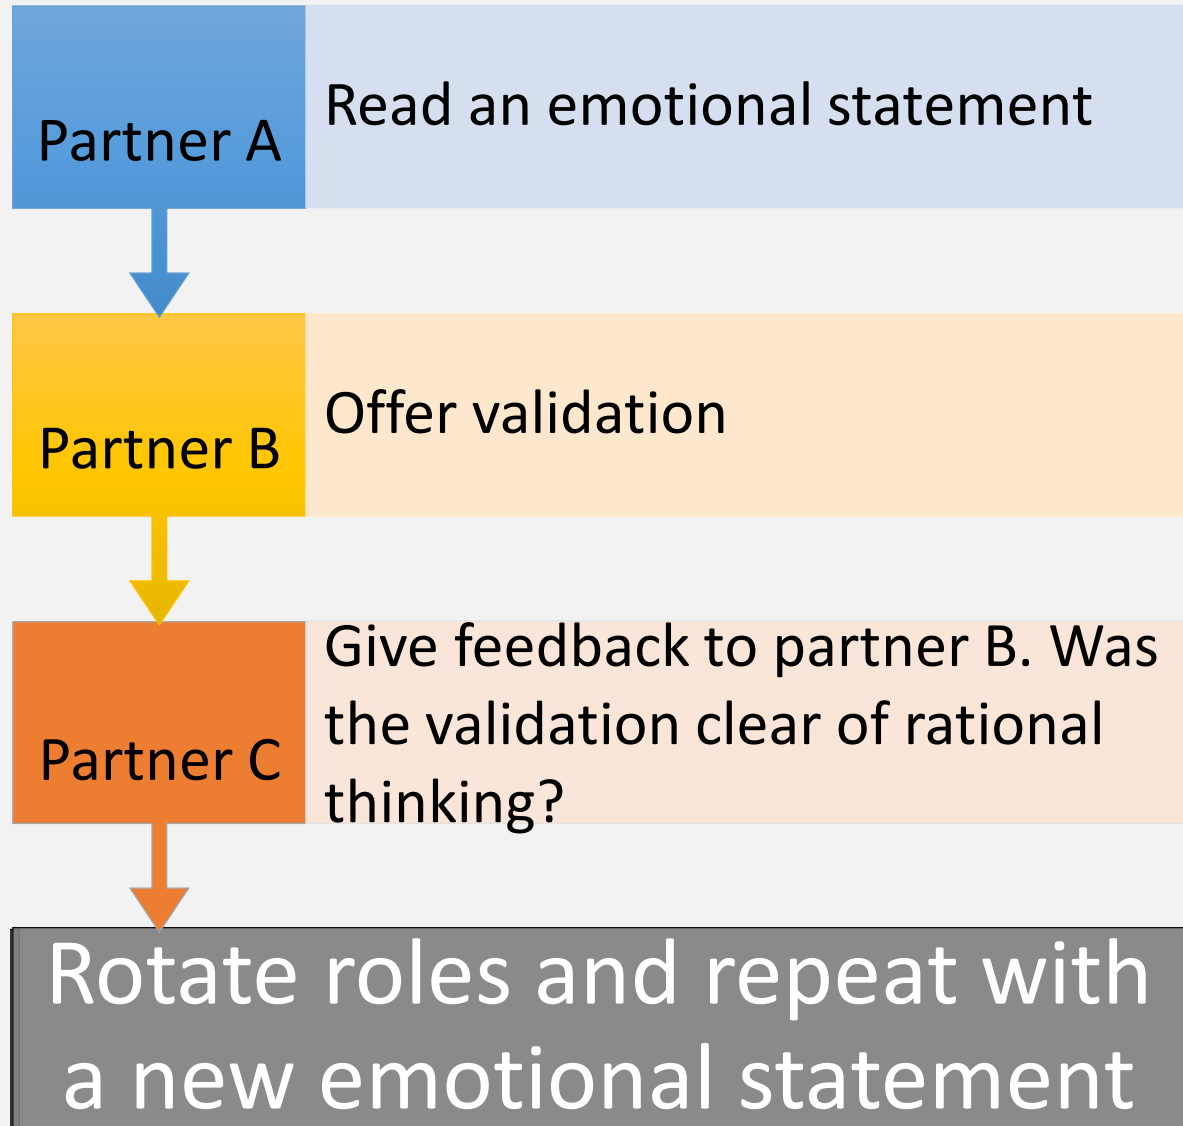 Partner A
Read an emotional statement
Partner B
Offer validation
Partner C
Give feedback to partner B. Was
the validation clear of rational
thinking?
Rotate roles and repeat with
a new emotional statement